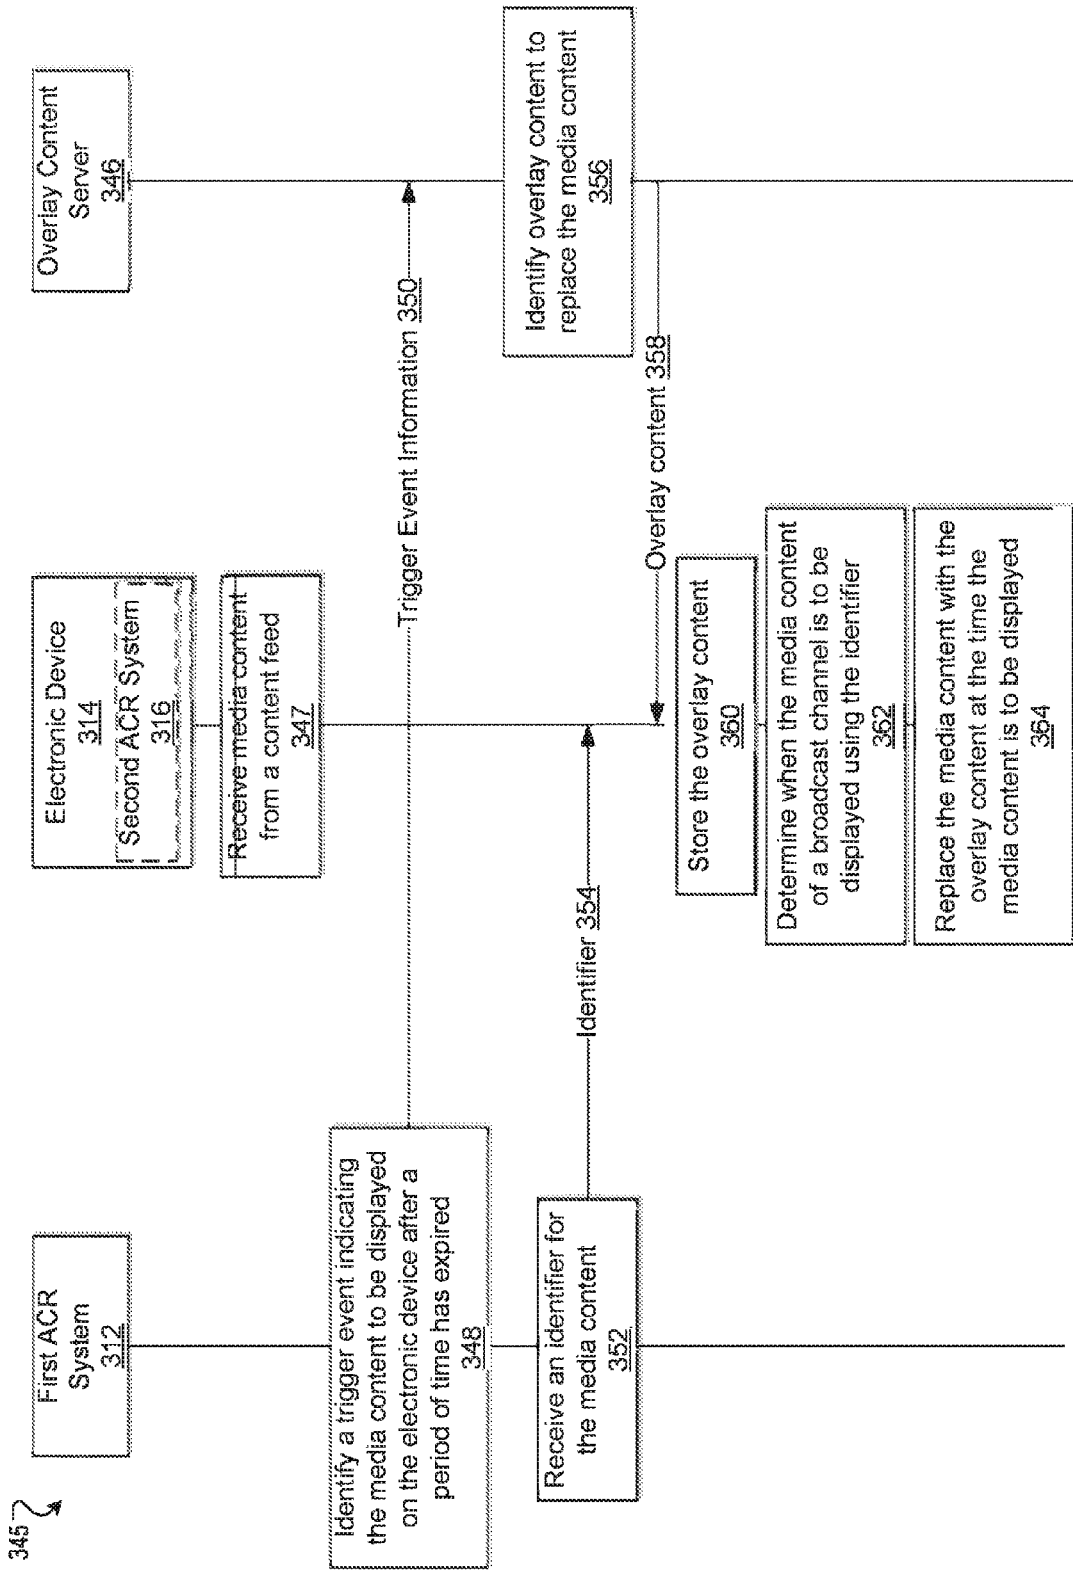 345
First ACR
System
312
Electronic Device
314
Second ACR System
316
Overlay Content
Server
346
Receive media content
from a content feed
347
Identify a trigger event indicating
the media content to be displayed
on the electronic device after a
period of time has expired
348
Trigger Event Information 350
Receive an identifier for
the media content
352
Identifier 354
Identify overlay content to
replace the media content
356
Overlay content 358
Store the overlay content
360
Determine when the media content
of a broadcast channel is to be
displayed using the identifier
362
Replace the media content with the
overlay content at the time the
media content is to be displayed
364